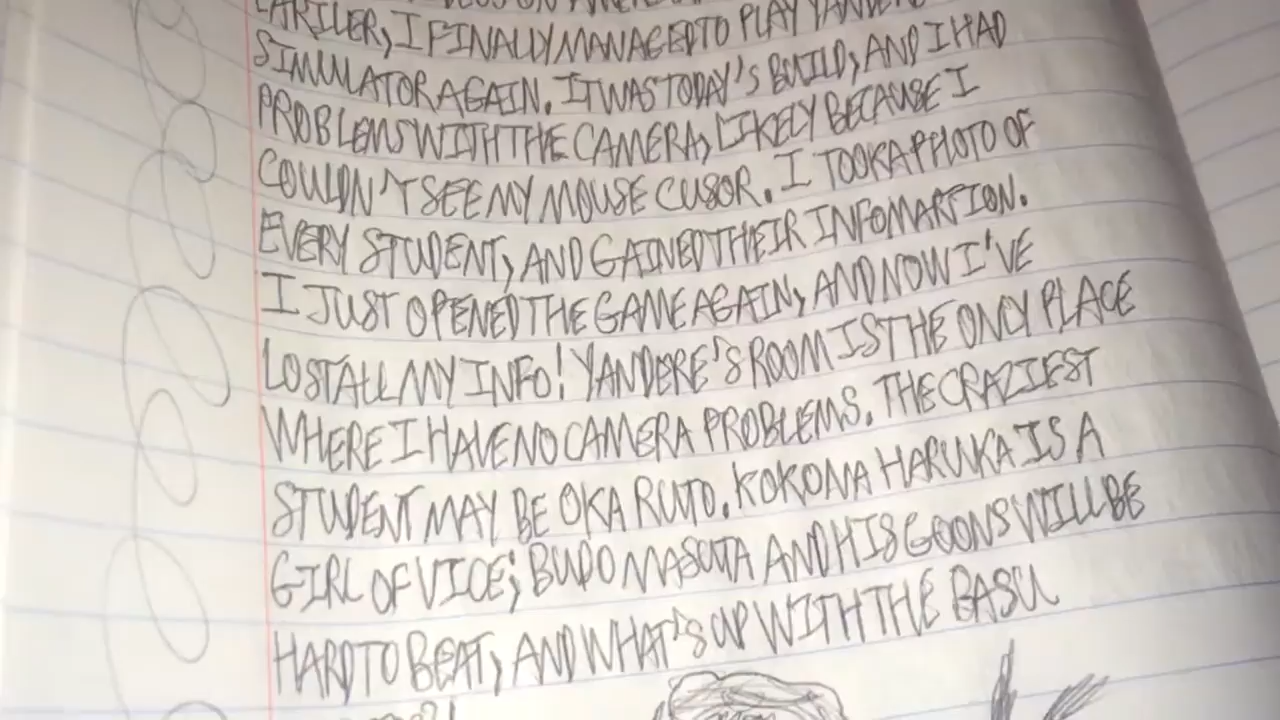 EARILER, I FINALLY MANAGED TO PLAY YANDERE
SIMULATOR AGAIN. IT WAS TODAY'S BUILD, AND I HAD
PROBLEMS WITH THE CAMERA, LIKELY BECAUSE I
COULDN'T SEE MY MOUSE CUSOR. I TOOK A PHOTO OF
EVERY STUDENT, AND GAINED THEIR INFOMARTION.
I JUST OPENED THE GAME AGAIN, AND NOW I'VE
LOST ALL MY INFO! YANDERE'S ROOM IS THE ONLY PLACE
WHERE I HAVE NO CAMERA PROBLEMS. THE CRAZIEST
STUDENT MAY BE OKA RUTO. KOKONA HARUKA IS A
GIRL OF VICE; BUDO MASUTA AND HIS GOONS WILL BE
HARD TO BEAT, AND WHAT'S UP WITH THE BASU